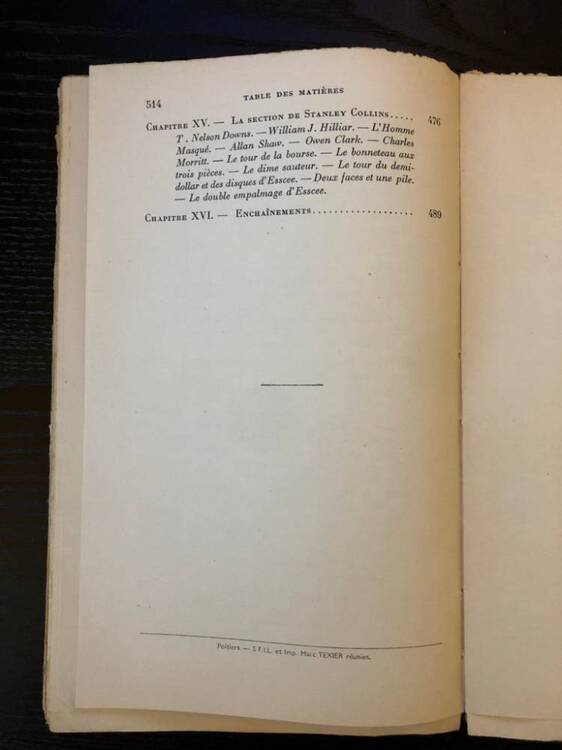 514
TABLE DES MATIÈRES
CHAPITRE XV. — LA SECTION DE STANLEY COLLINS..... 476
T. Nelson Downs. — William J. Hilliar. — L'Homme
Masqué. — Allan Shaw. — Owen Clark. — Charles
Morritt. — Le tour de la bourse. — Le bonneteau aux
trois pièces. — Le dime sauteur. — Le tour du demi-
dollar et des disques d'Esscee. — Deux faces et une pile.
— Le double empalmage d'Esscee.
CHAPITRE XVI. — ENCHAÎNEMENTS................... 489
Poitiers. — S.F.I.L. et Imp. Marc TEXIER réunies.